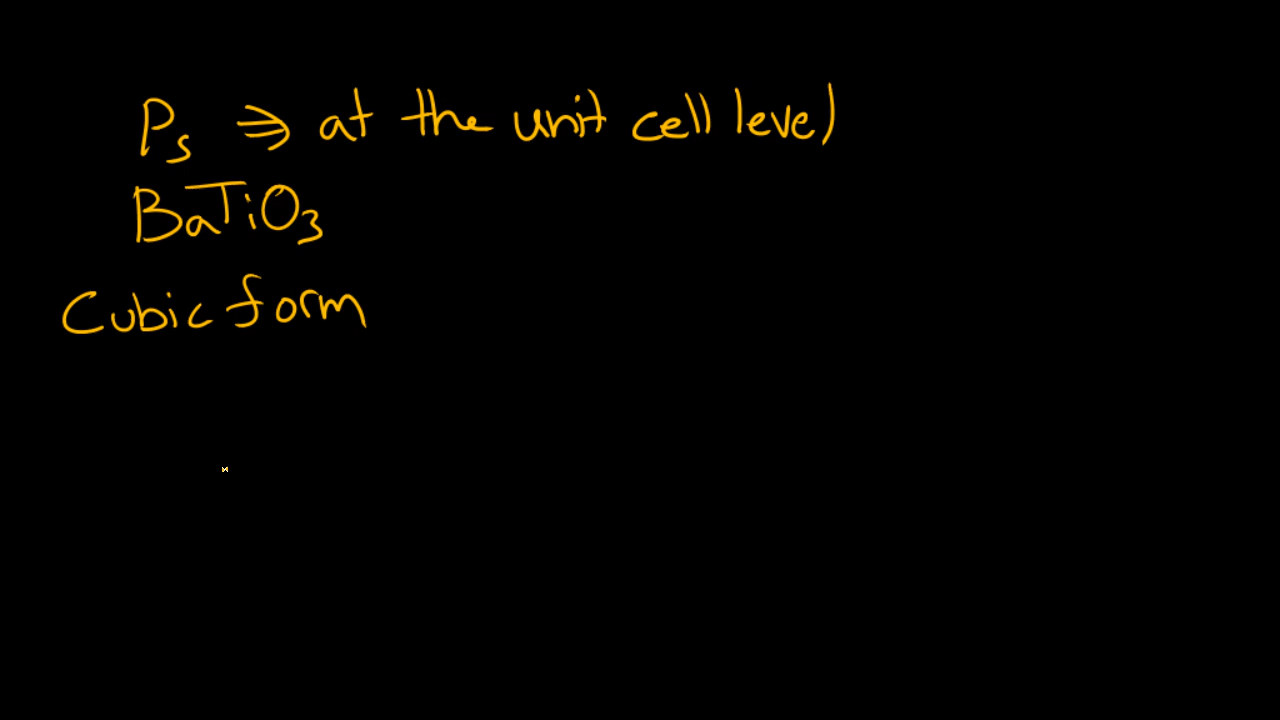 Ps ⇒ at the unit cell level
BaTiO3
Cubic form